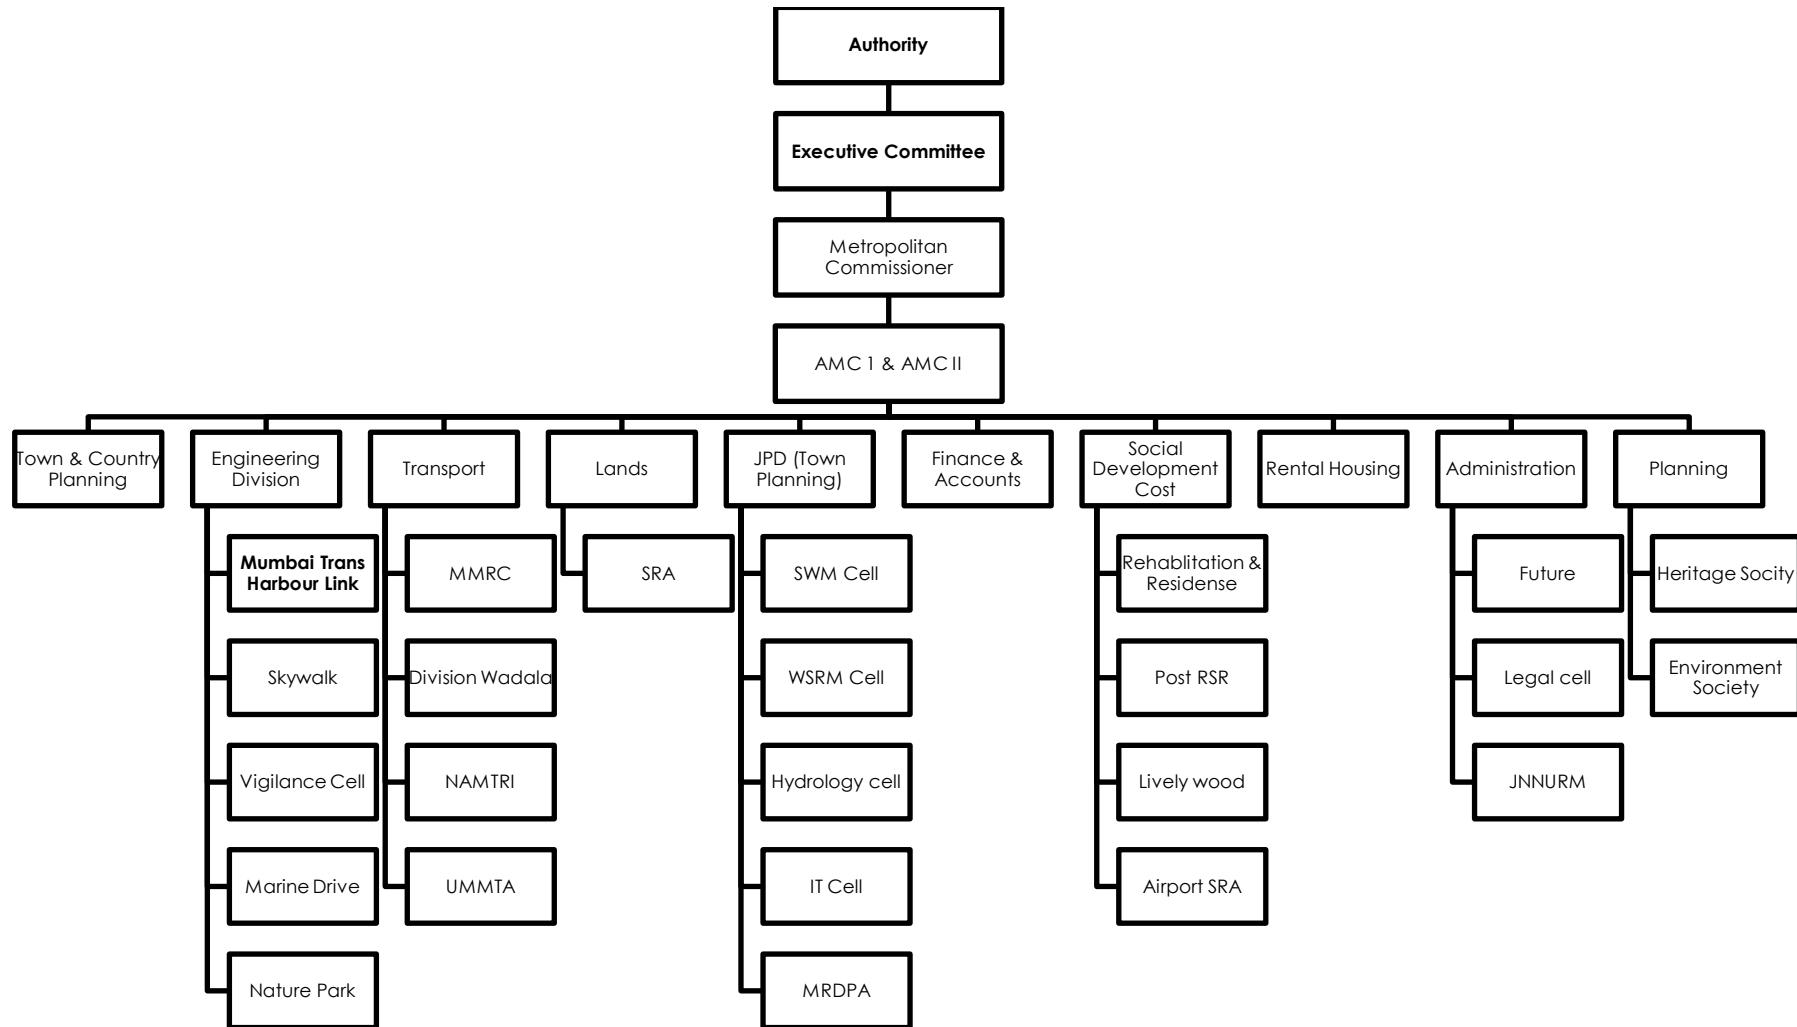 Authority
Executive Committee
Metropolitan
Commissioner
AMC 1 & AMC II
Town & Country
Planning
Engineering
Division
Transport
Lands
JPD (Town
Planning)
Finance &
Accounts
Social
Development
Cost
Rental Housing
Administration
Planning
Mumbai Trans
Harbour Link
Skywalk
Vigilance Cell
Marine Drive
Nature Park
MMRC
Division Wadala
NAMTRI
UMMTA
SRA
SWM Cell
WSRM Cell
Hydrology cell
IT Cell
MRDPA
Rehablitation &
Residense
Post RSR
Lively wood
Airport SRA
Future
Legal cell
JNNURM
Heritage Socity
Environment
Society